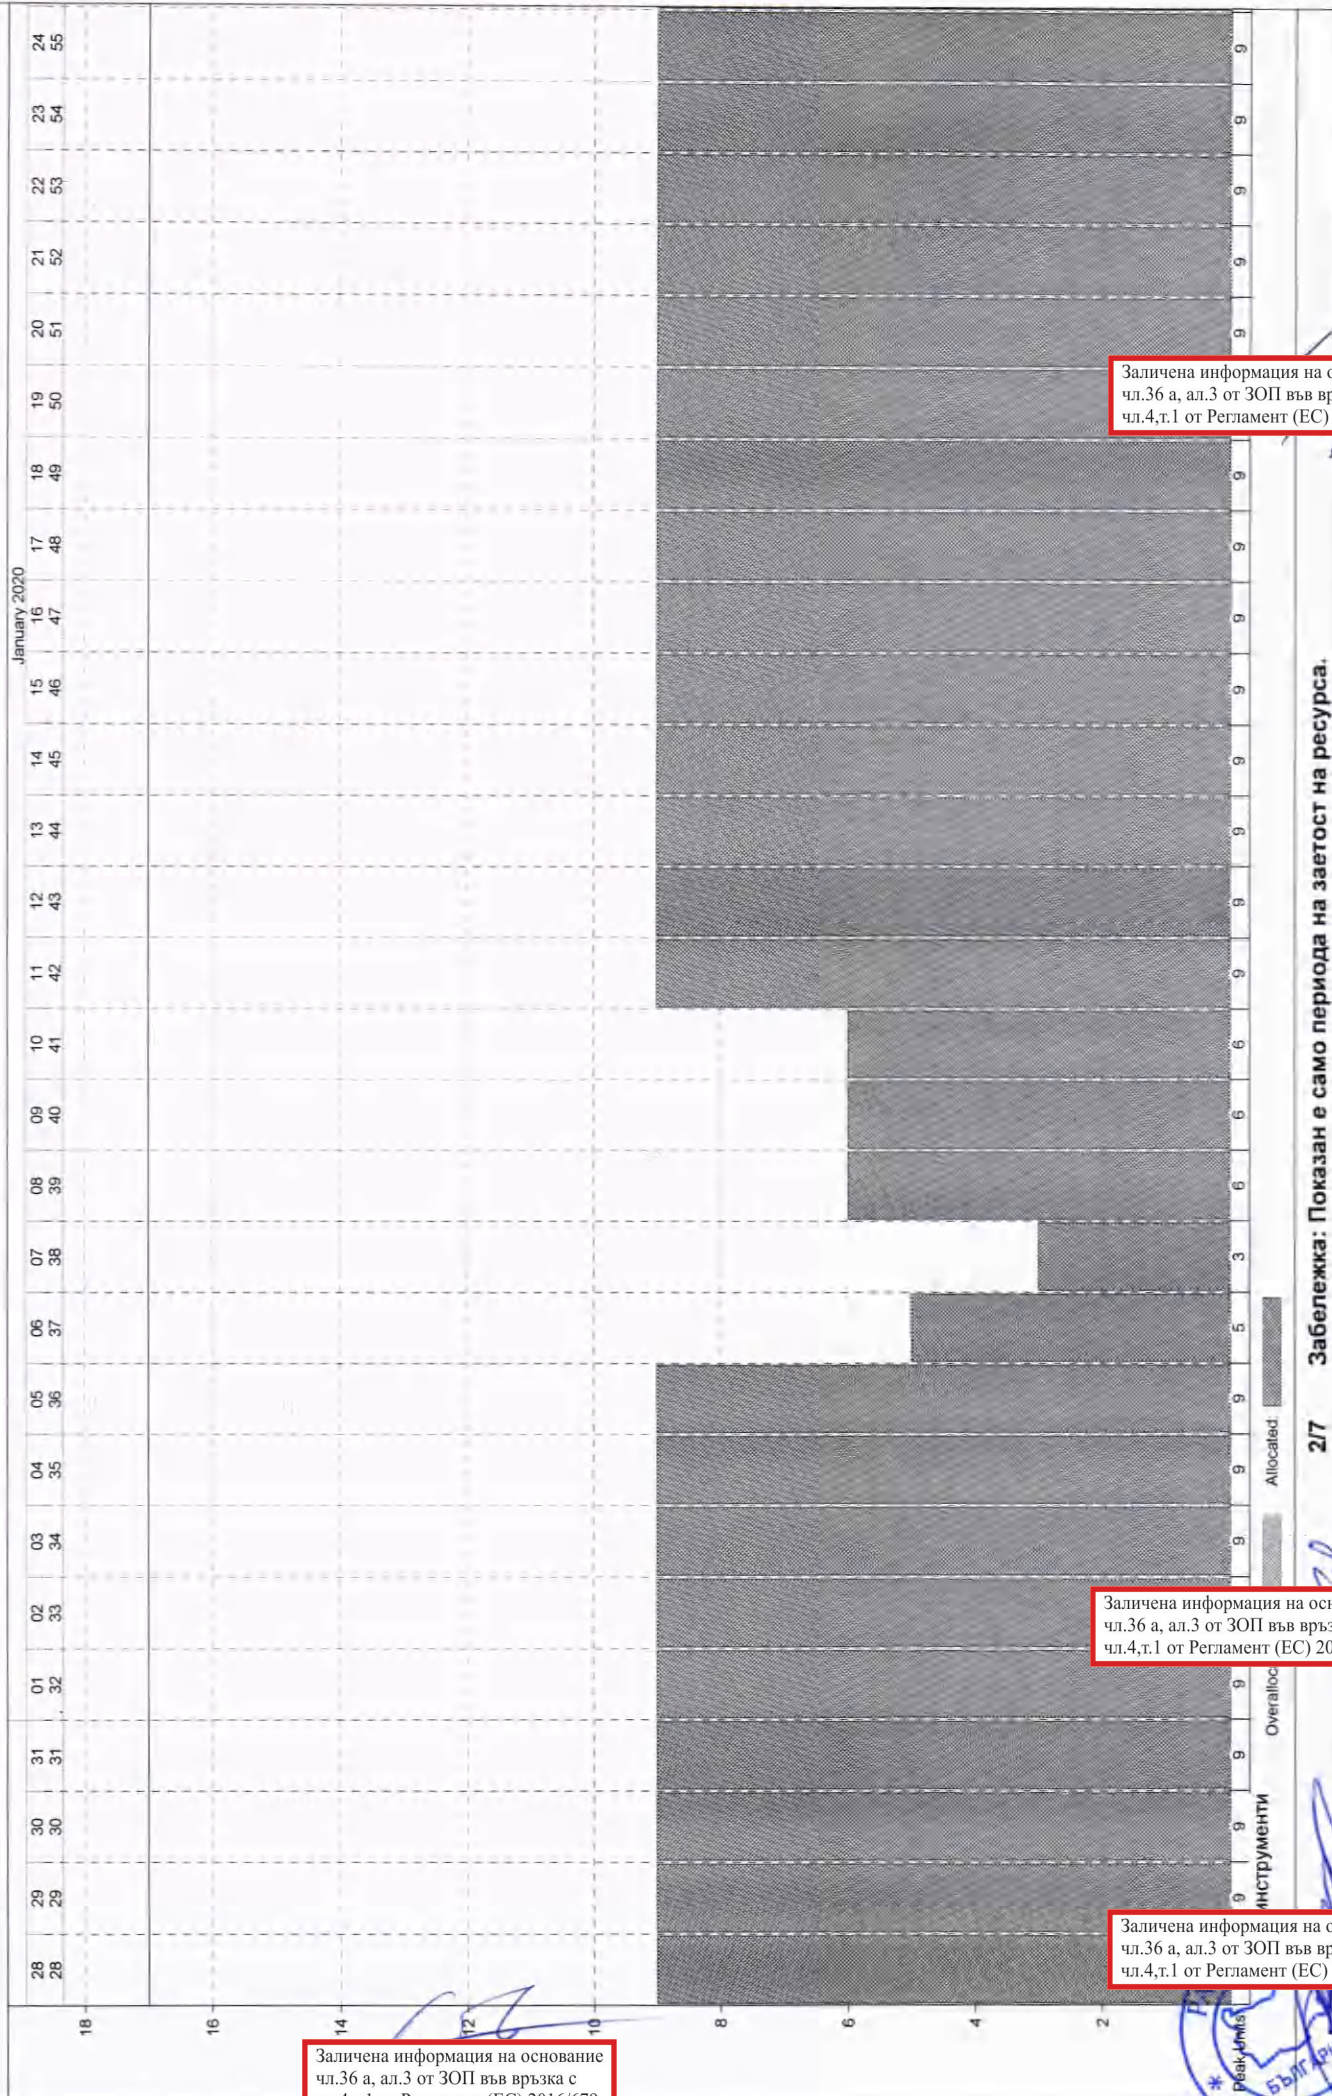 January 2020
28 29 30 31 01 02 03 04 05 06 07 08 09 10 11 12 13 14 15 16 17 18 19 20 21 22 23 24
28 29 30 31 32 33 34 35 36 37 38 39 40 41 42 43 44 45 46 47 48 49 50 51 52 53 54 55
18
16
14
12
10
8
6
4
2
Peak Units 9 9 9 9 9 9 9 5 3 6 6 6 9 9 9 9 9 9 9 9 9 9 9 9 9
инструменти
Overalloc
Allocated:
2/7 Забележка: Показан е само периода на заетост на ресурса.
Заличена информация на о
чл.36 а, ал.3 от ЗОП във вр
чл.4,т.1 от Регламент (ЕС)
Заличена информация на осн
чл.36 а, ал.3 от ЗОП във връз
чл.4,т.1 от Регламент (ЕС) 20
Заличена информация на о
чл.36 а, ал.3 от ЗОП във вр
чл.4,т.1 от Регламент (ЕС)
Заличена информация на основание
чл.36 а, ал.3 от ЗОП във връзка с